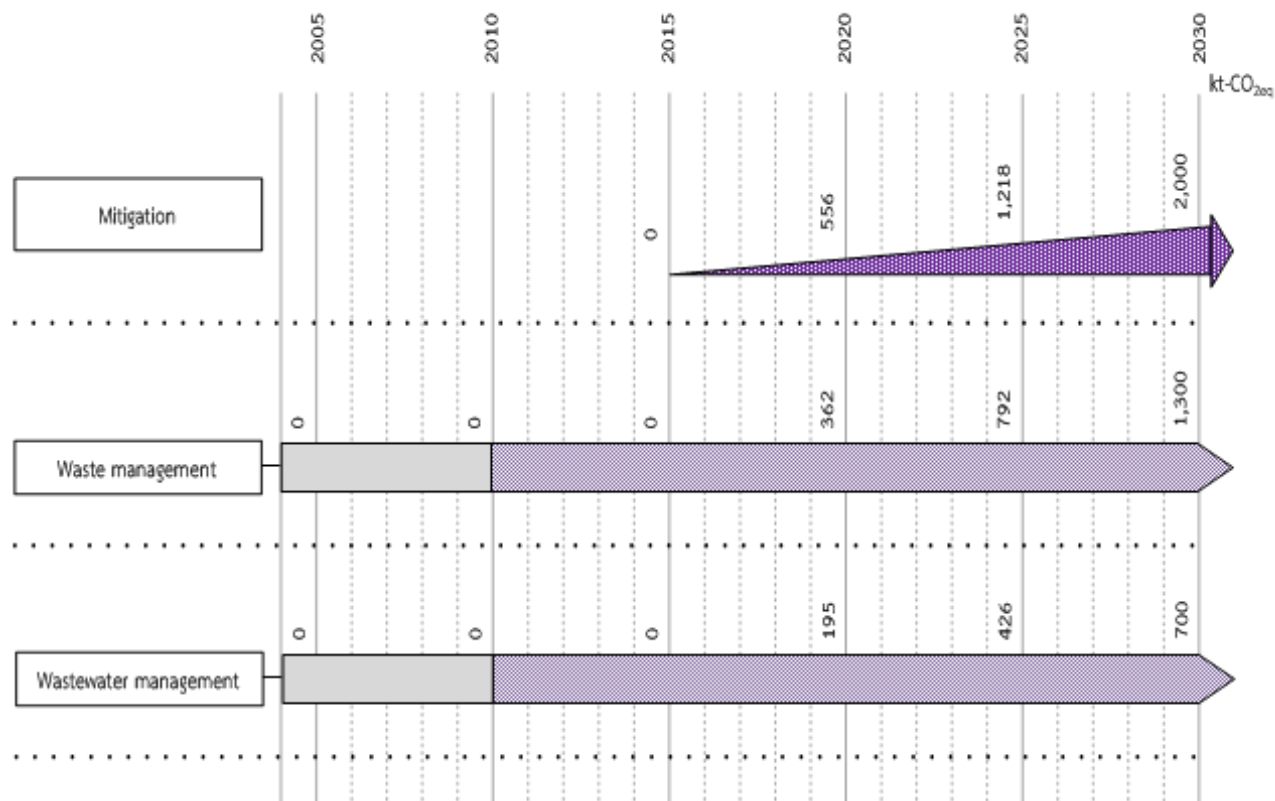 2005 2010 2015 2020 2025 2030
kt-CO2eq
Mitigation
0 556 1,218 2,000
Waste management
0 0 0 362 792 1,300
Wastewater management
0 0 0 195 426 700